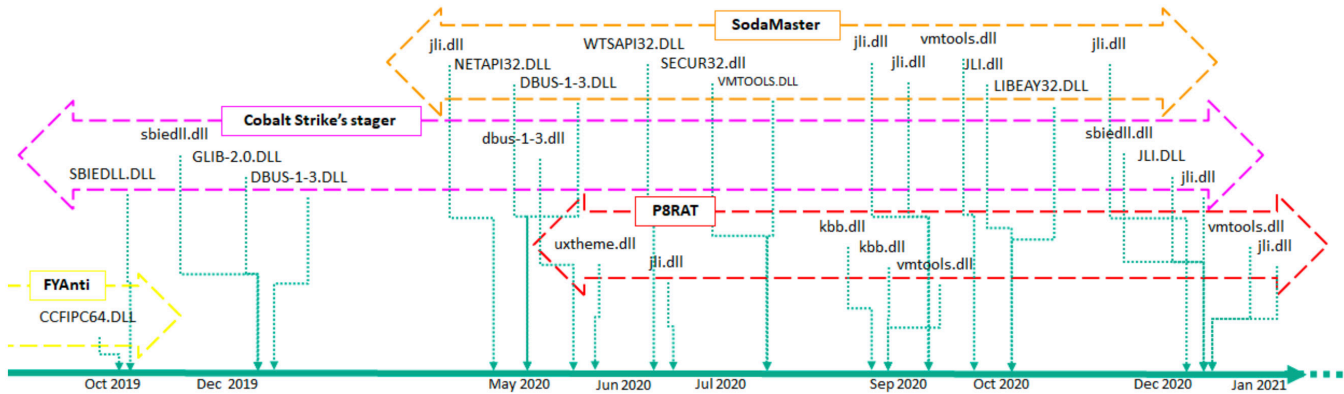 SodaMaster
jli.dll
WTSAPI32.DLL
jli.dll
vmtools.dll
jli.dll
NETAPI32.DLL
SECUR32.dll
jli.dll
JLI.dll
DBUS-1-3.DLL
VMTOOLS.DLL
LIBEAY32.DLL
Cobalt Strike's stager
sbiedll.dll
dbus-1-3.dll
sbiedll.dll
GLIB-2.0.DLL
JLI.DLL
SBIEDLL.DLL
DBUS-1-3.DLL
jli.dll
P8RAT
vmtools.dll
uxtheme.dll
kbb.dll
kbb.dll
jli.dll
jli.dll
vmtools.dll
FYAnti
CCFIPC64.DLL
Oct 2019
Dec 2019
May 2020
Jun 2020
Jul 2020
Sep 2020
Oct 2020
Dec 2020
Jan 2021